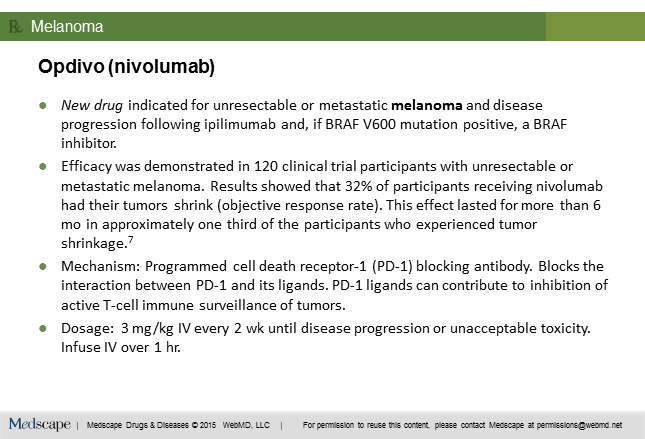 ℞ Melanoma
Opdivo (nivolumab)
● New drug indicated for unresectable or metastatic melanoma and disease
progression following ipilimumab and, if BRAF V600 mutation positive, a BRAF
inhibitor.
● Efficacy was demonstrated in 120 clinical trial participants with unresectable or
metastatic melanoma. Results showed that 32% of participants receiving nivolumab
had their tumors shrink (objective response rate). This effect lasted for more than 6
mo in approximately one third of the participants who experienced tumor
shrinkage.7
● Mechanism: Programmed cell death receptor-1 (PD-1) blocking antibody. Blocks the
interaction between PD-1 and its ligands. PD-1 ligands can contribute to inhibition of
active T-cell immune surveillance of tumors.
● Dosage: 3 mg/kg IV every 2 wk until disease progression or unacceptable toxicity.
Infuse IV over 1 hr.
Medscape | Medscape Drugs & Diseases © 2015 WebMD, LLC | For permission to reuse this content, please contact Medscape at permissions@webmd.net